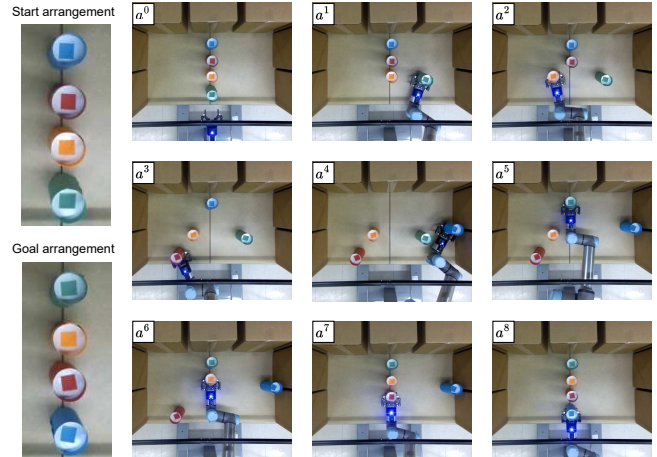 Start arrangement
a⁰
a¹
a²
a³
a⁴
a⁵
Goal arrangement
a⁶
a⁷
a⁸